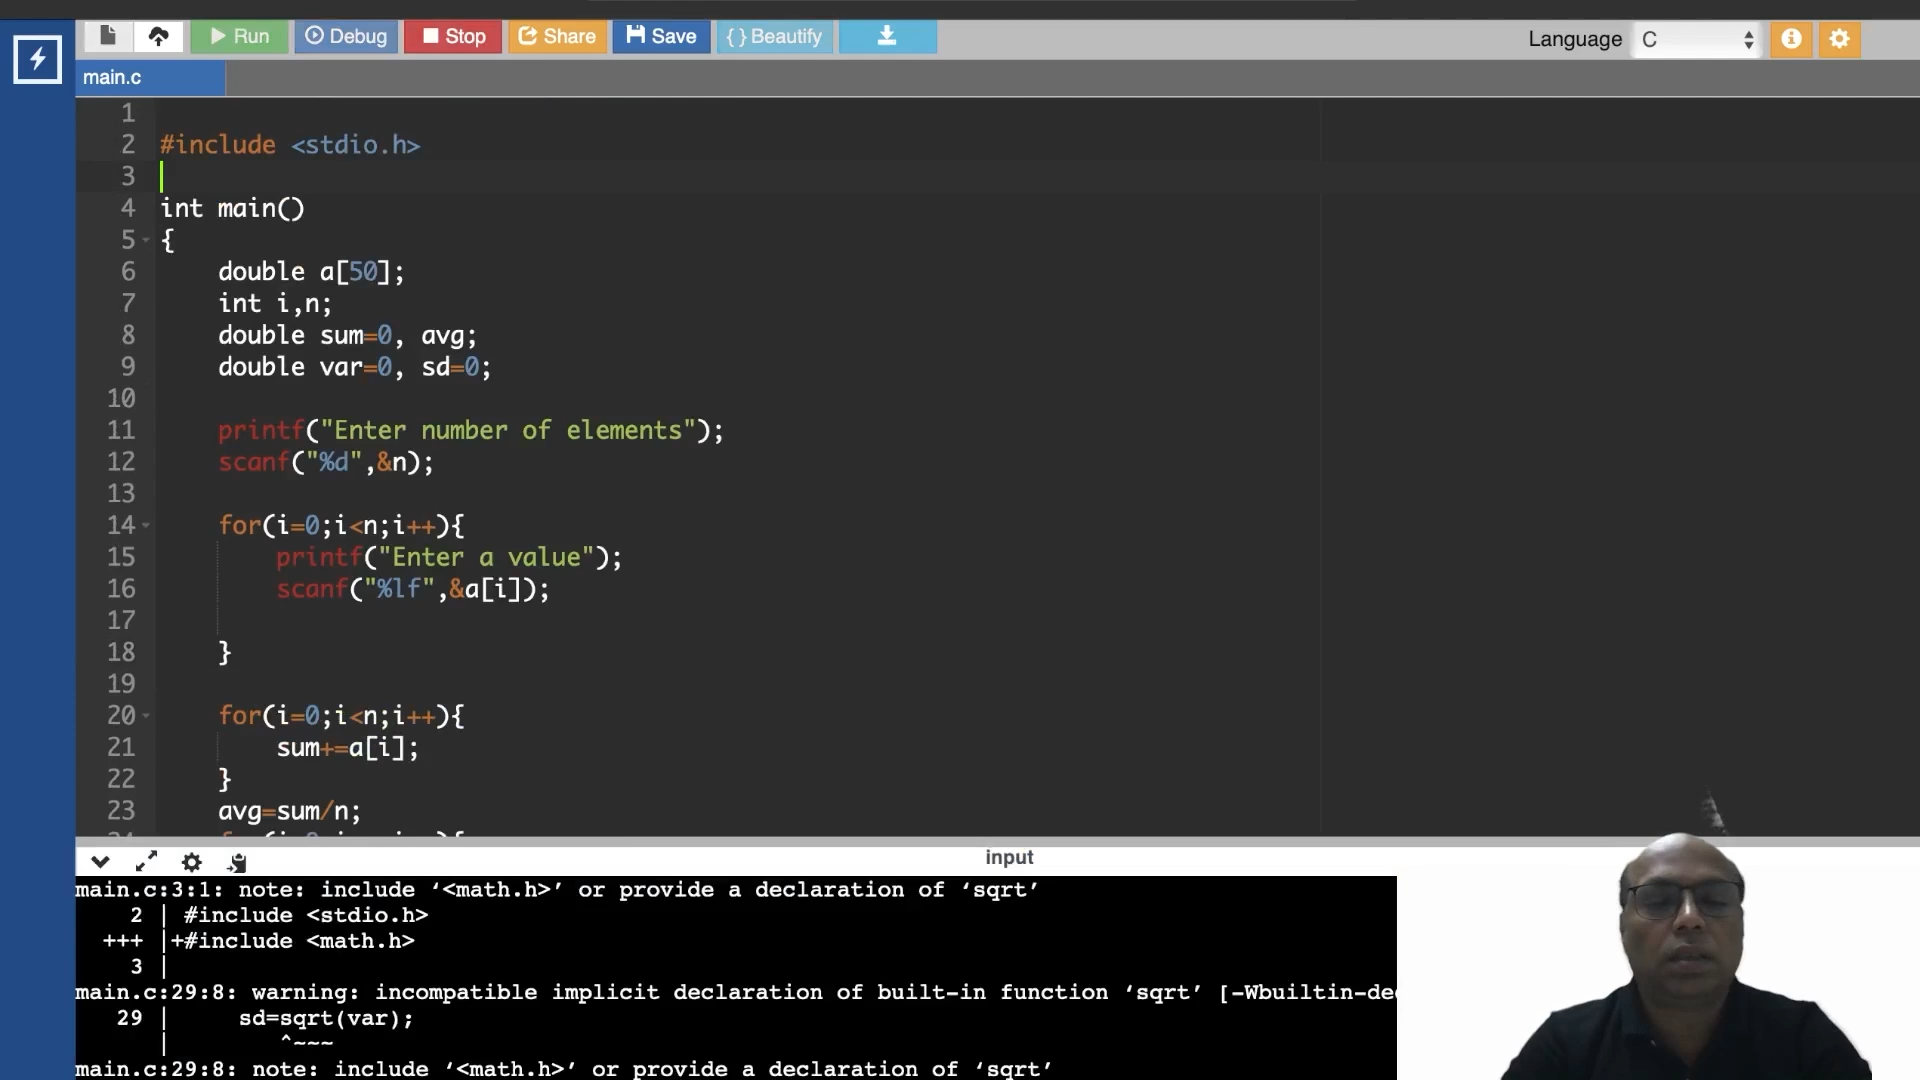 Run Debug Stop Share Save {} Beautify Language C
main.c
1
2 #include <stdio.h>
3
4 int main()
5 {
6 double a[50];
7 int i,n;
8 double sum=0, avg;
9 double var=0, sd=0;
10
11 printf("Enter number of elements");
12 scanf("%d",&n);
13
14 for(i=0;i<n;i++){
15 printf("Enter a value");
16 scanf("%lf",&a[i]);
17
18 }
19
20 for(i=0;i<n;i++){
21 sum+=a[i];
22 }
23 avg=sum/n;
input
main.c:3:1: note: include ‘<math.h>’ or provide a declaration of ‘sqrt’
2 | #include <stdio.h>
+++ |+#include <math.h>
3 |
main.c:29:8: warning: incompatible implicit declaration of built-in function ‘sqrt’ [-Wbuiltin-de
29 | sd=sqrt(var);
| ^~~~
main.c:29:8: note: include ‘<math.h>’ or provide a declaration of ‘sqrt’